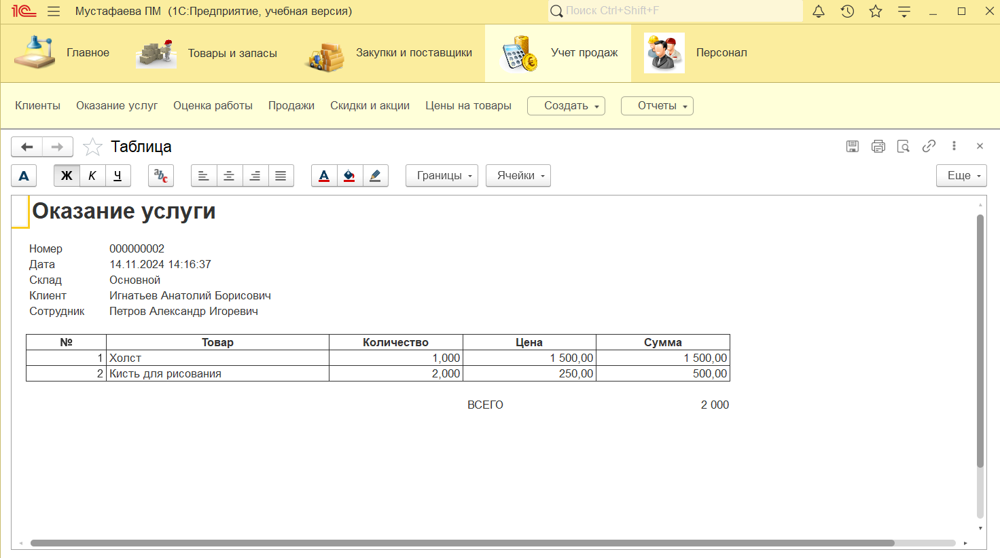 Мустафаева ПМ (1С:Предприятие, учебная версия)
Поиск Ctrl+Shift+F
Главное
Товары и запасы
Закупки и поставщики
Учет продаж
Персонал
Клиенты Оказание услуг Оценка работы Продажи Скидки и акции Цены на товары Создать Отчеты
Таблица
А Ж К Ч abc А Границы Ячейки Еще
Оказание услуги
Номер 000000002
Дата 14.11.2024 14:16:37
Склад Основной
Клиент Игнатьев Анатолий Борисович
Сотрудник Петров Александр Игоревич
№ Товар Количество Цена Сумма
1 Холст 1,000 1 500,00 1 500,00
2 Кисть для рисования 2,000 250,00 500,00
ВСЕГО 2 000